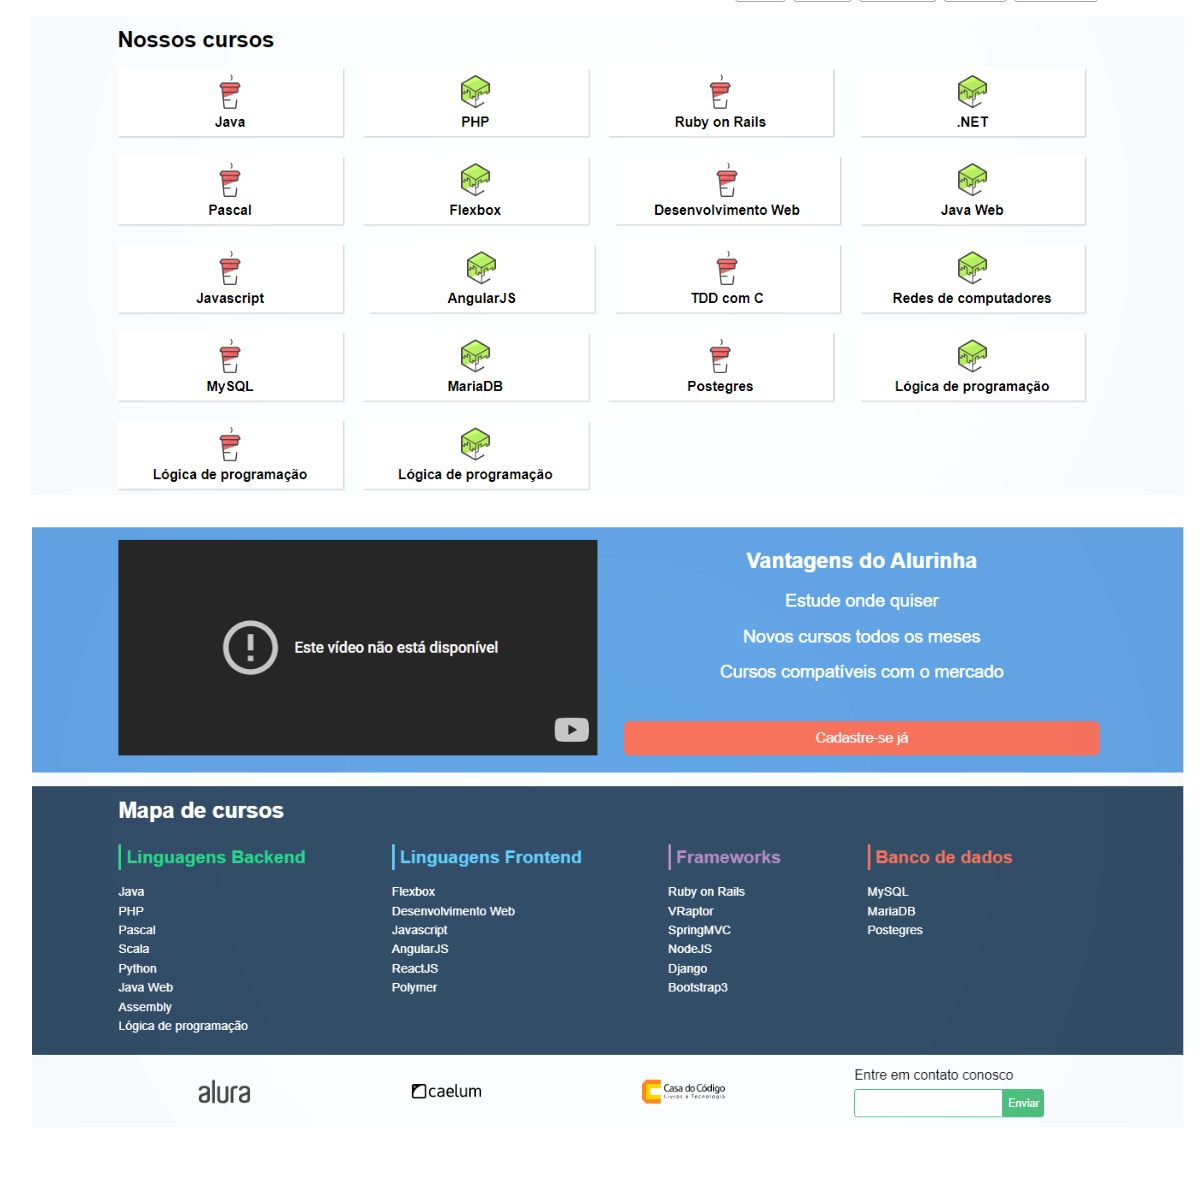 Nossos cursos
Java
PHP
Ruby on Rails
.NET
Pascal
Flexbox
Desenvolvimento Web
Java Web
Javascript
AngularJS
TDD com C
Redes de computadores
MySQL
MariaDB
Postegres
Lógica de programação
Lógica de programação
Lógica de programação
Este vídeo não está disponível
Vantagens do Alurinha
Estude onde quiser
Novos cursos todos os meses
Cursos compatíveis com o mercado
Cadastre-se já
Mapa de cursos
Linguagens Backend
Java
PHP
Pascal
Scala
Python
Java Web
Assembly
Lógica de programação
Linguagens Frontend
Flexbox
Desenvolvimento Web
Javascript
AngularJS
ReactJS
Polymer
Frameworks
Ruby on Rails
VRaptor
SpringMVC
NodeJS
Django
Bootstrap3
Banco de dados
MySQL
MariaDB
Postegres
alura
caelum
Casa do Código
Livros e Tecnologia
Entre em contato conosco
Enviar